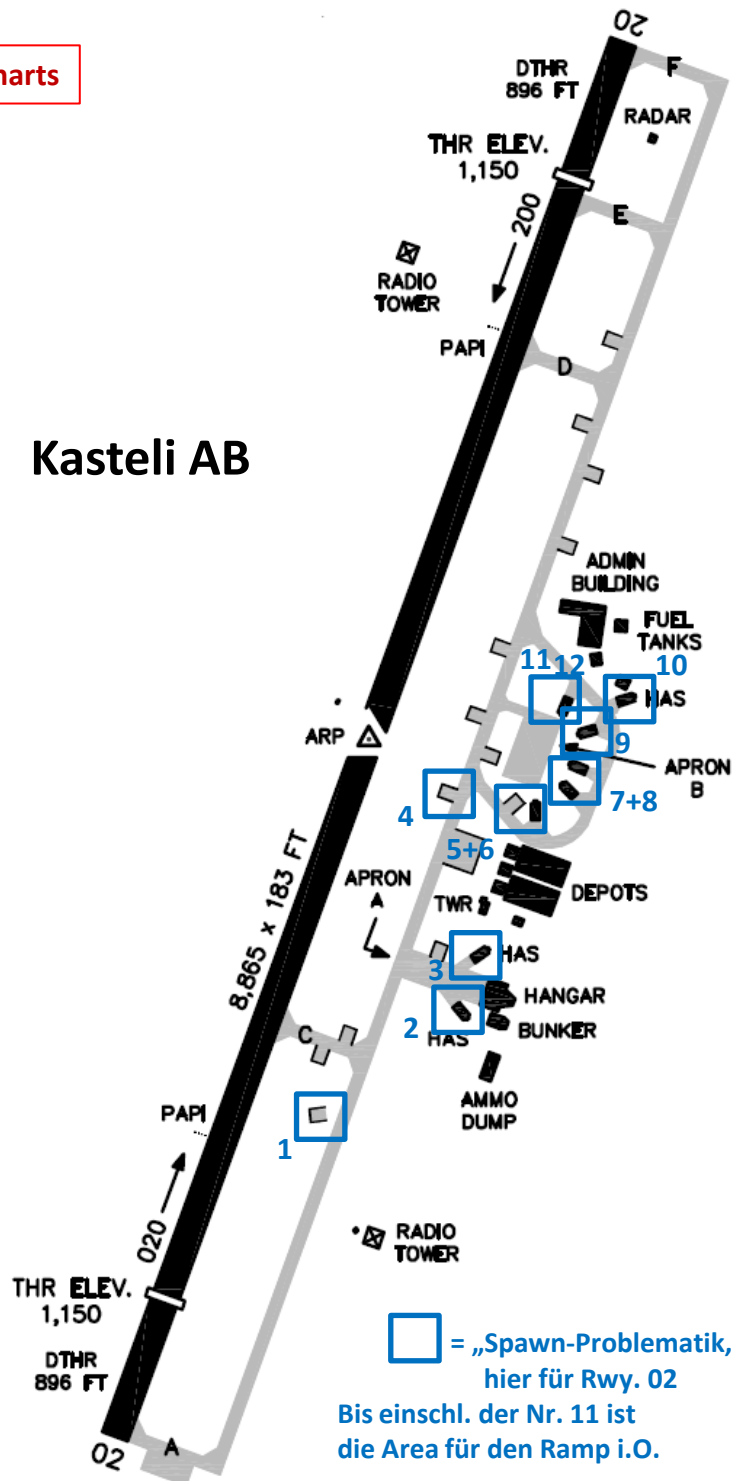 20
DTHR
896 FT
F
harts
RADAR
THR ELEV.
1,150
E
200
RADIO
TOWER
PAPI
D
Kasteli AB
ADMIN
BUILDING
FUEL
TANKS
11
12
10
HAS
ARP
9
APRON
B
4
7+8
5+6
APRON
A
DEPOTS
TWR
8,865 x 183 FT
3
HAS
HANGAR
2
HAS
BUNKER
C
AMMO
DUMP
PAPI
1
020
RADIO
TOWER
THR ELEV.
1,150
DTHR
896 FT
02
A
= „Spawn-Problematik,
hier für Rwy. 02
Bis einschl. der Nr. 11 ist
die Area für den Ramp i.O.